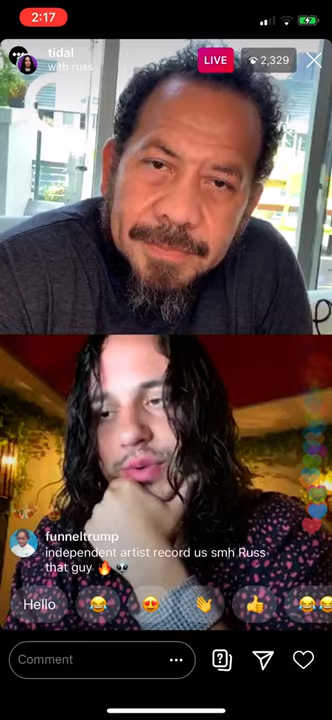 2:17
tidal
with russ
LIVE
2,329
funneltrump
independent artist record us smh Russ
that guy 🔥 👽
Hello
Comment